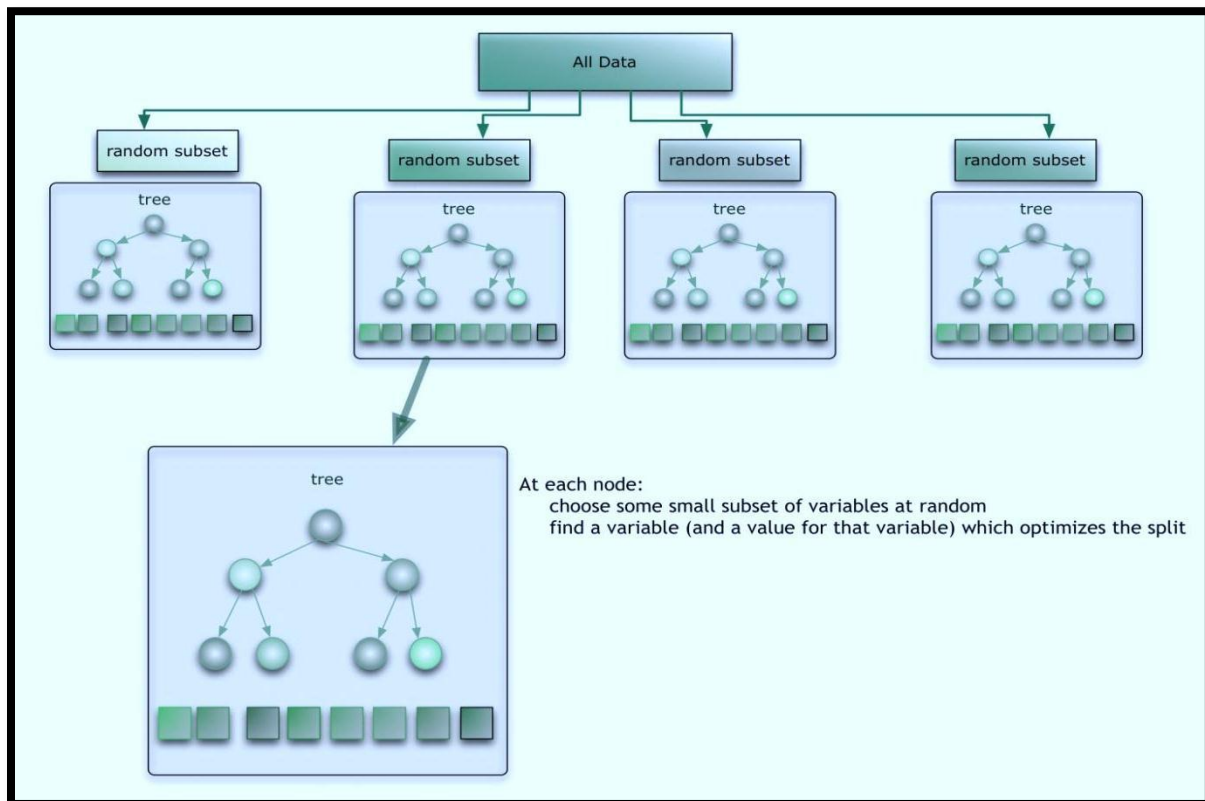 All Data
random subset
random subset
random subset
random subset
tree
tree
tree
tree
tree
At each node:
choose some small subset of variables at random
find a variable (and a value for that variable) which optimizes the split